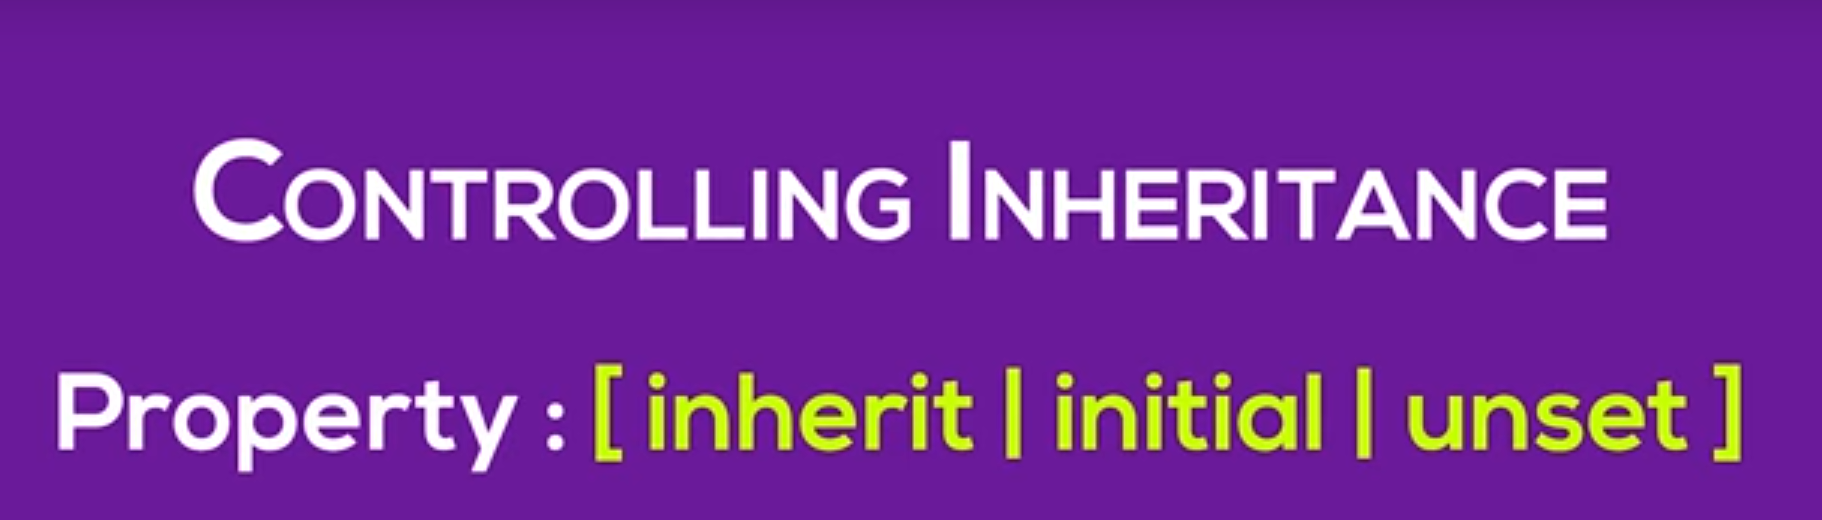 Controlling Inheritance
Property : [ inherit | initial | unset ]